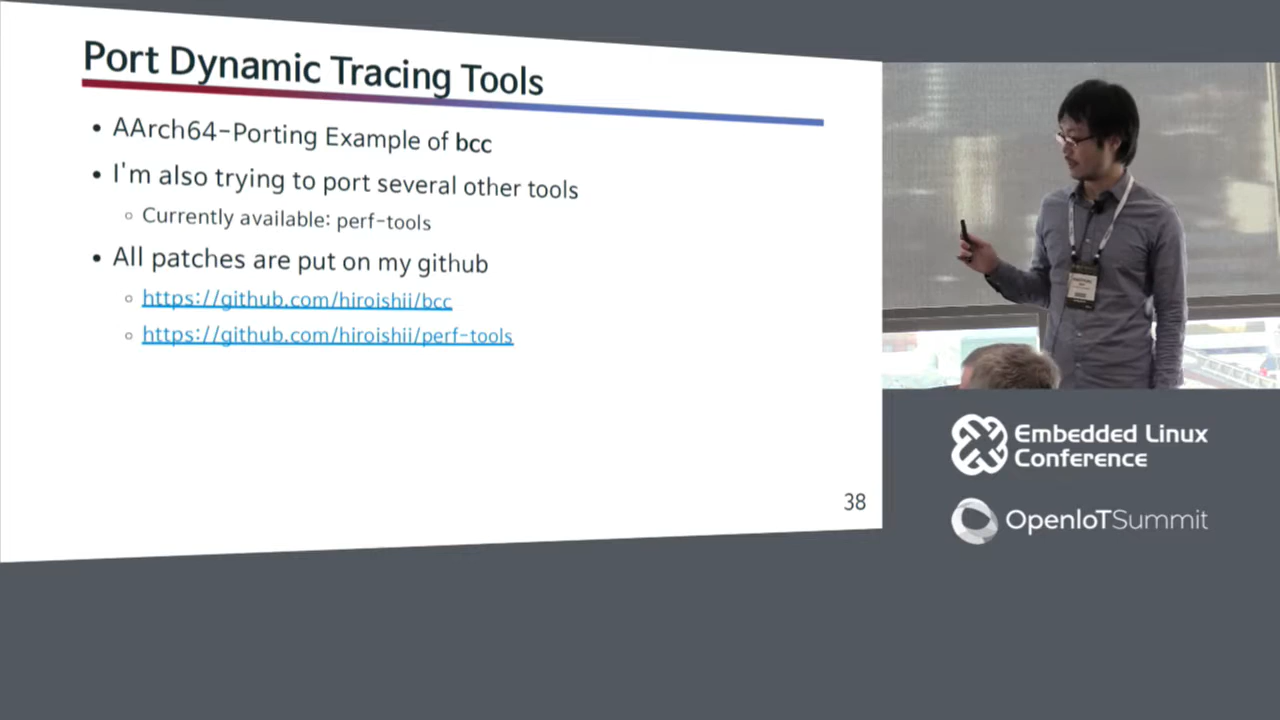 Port Dynamic Tracing Tools
• AArch64-Porting Example of bcc
• I'm also trying to port several other tools
◦ Currently available: perf-tools
• All patches are put on my github
◦ https://github.com/hiroishii/bcc
◦ https://github.com/hiroishii/perf-tools
38
Embedded Linux
Conference
OpenIoTSummit